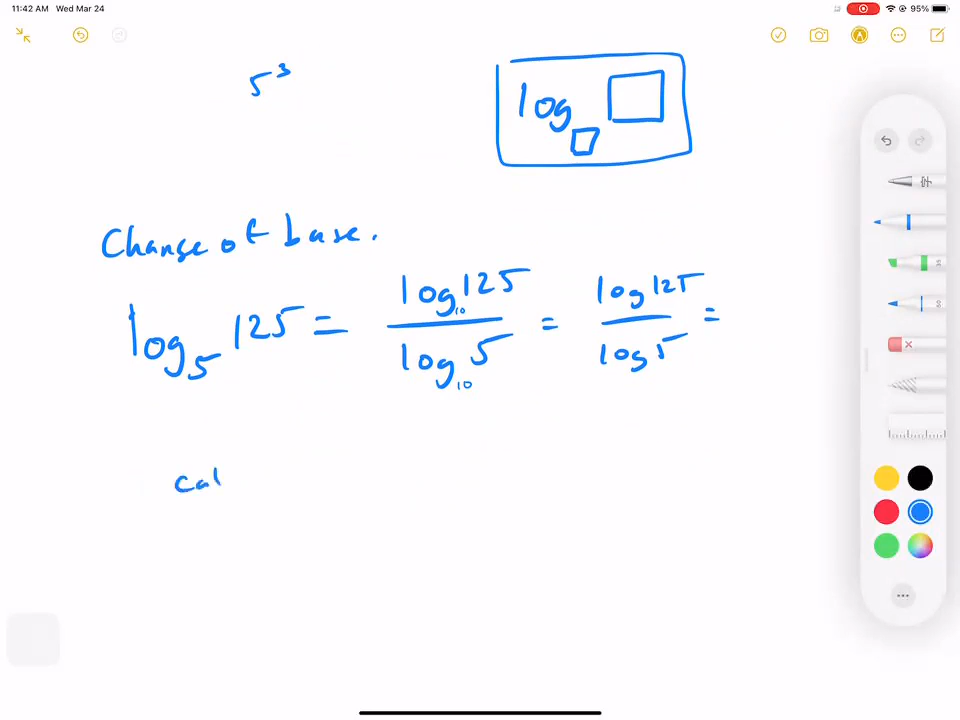 11:42 AM Wed Mar 24
95%
5³
log
Change of base.
log₅ 125 = log₁₀ 125 / log₁₀ 5 = log 125 / log 5 =
cal